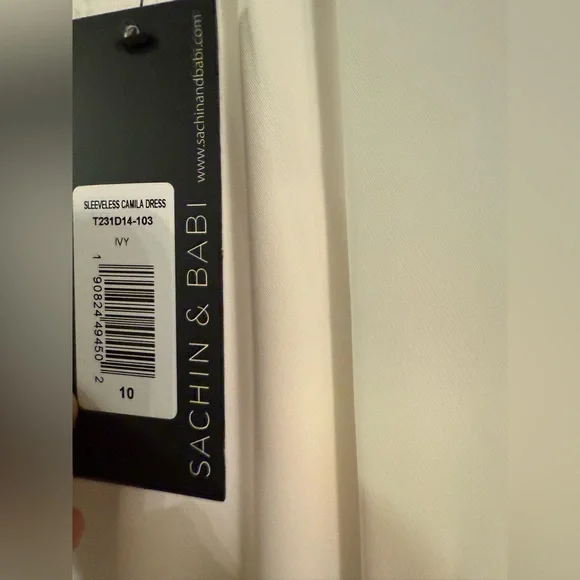 SLEEVELESS CAMILA DRESS
T231D14-103
IVY
1 90824 49450 2
10
SACHIN & BABI
www.sachinandbabi.com